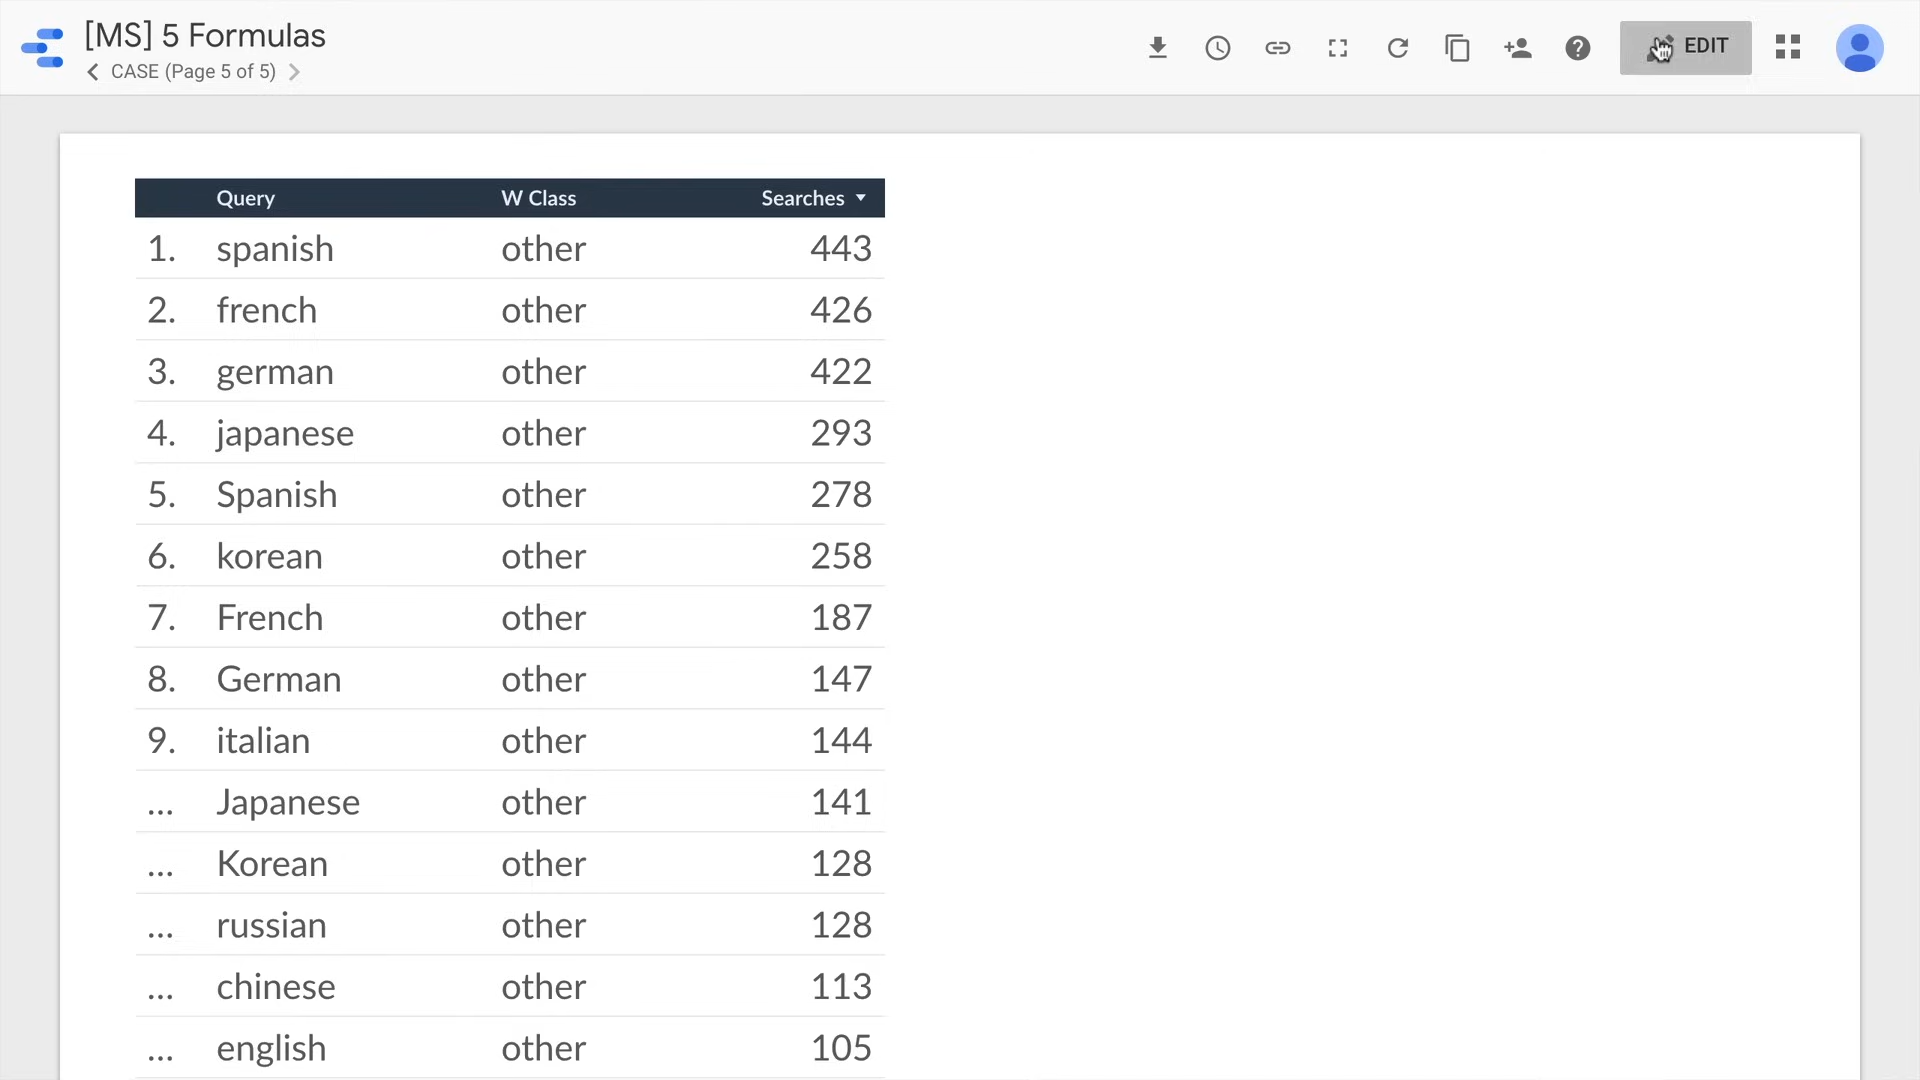 [MS] 5 Formulas
CASE (Page 5 of 5)
EDIT
Query W Class Searches
1. spanish other 443
2. french other 426
3. german other 422
4. japanese other 293
5. Spanish other 278
6. korean other 258
7. French other 187
8. German other 147
9. italian other 144
... Japanese other 141
... Korean other 128
... russian other 128
... chinese other 113
... english other 105